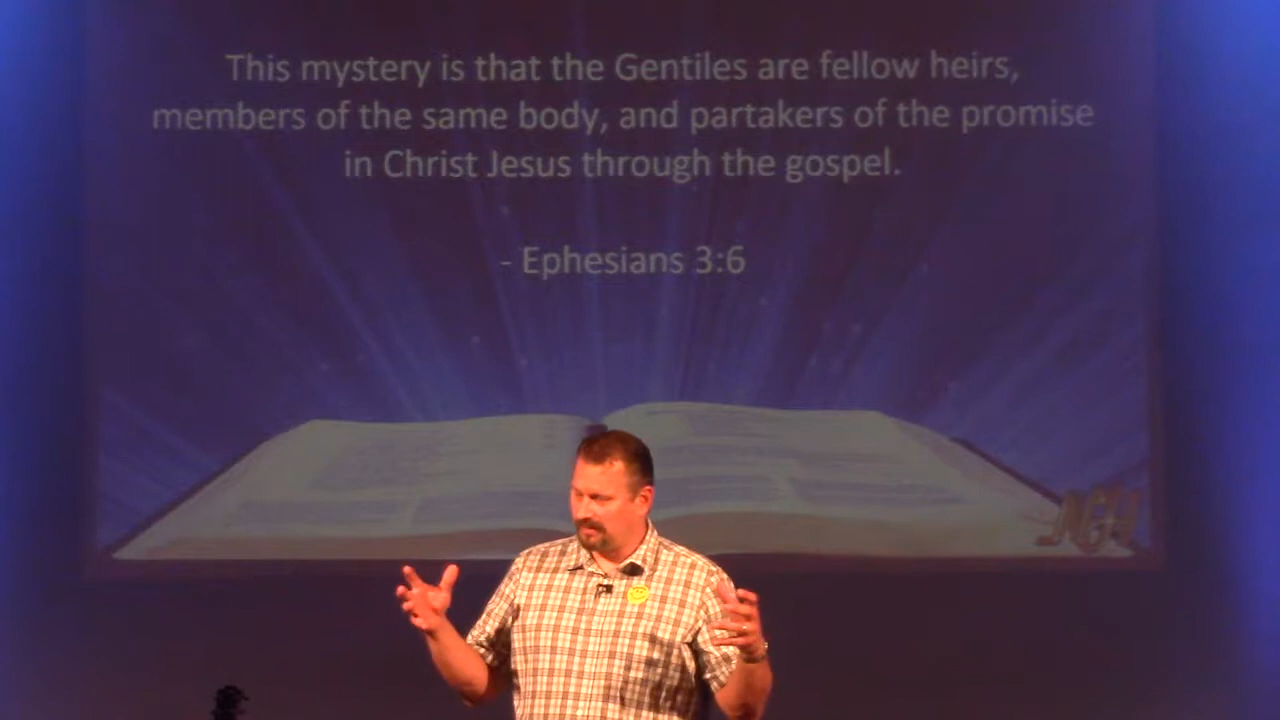 This mystery is that the Gentiles are fellow heirs,
members of the same body, and partakers of the promise
in Christ Jesus through the gospel.
- Ephesians 3:6